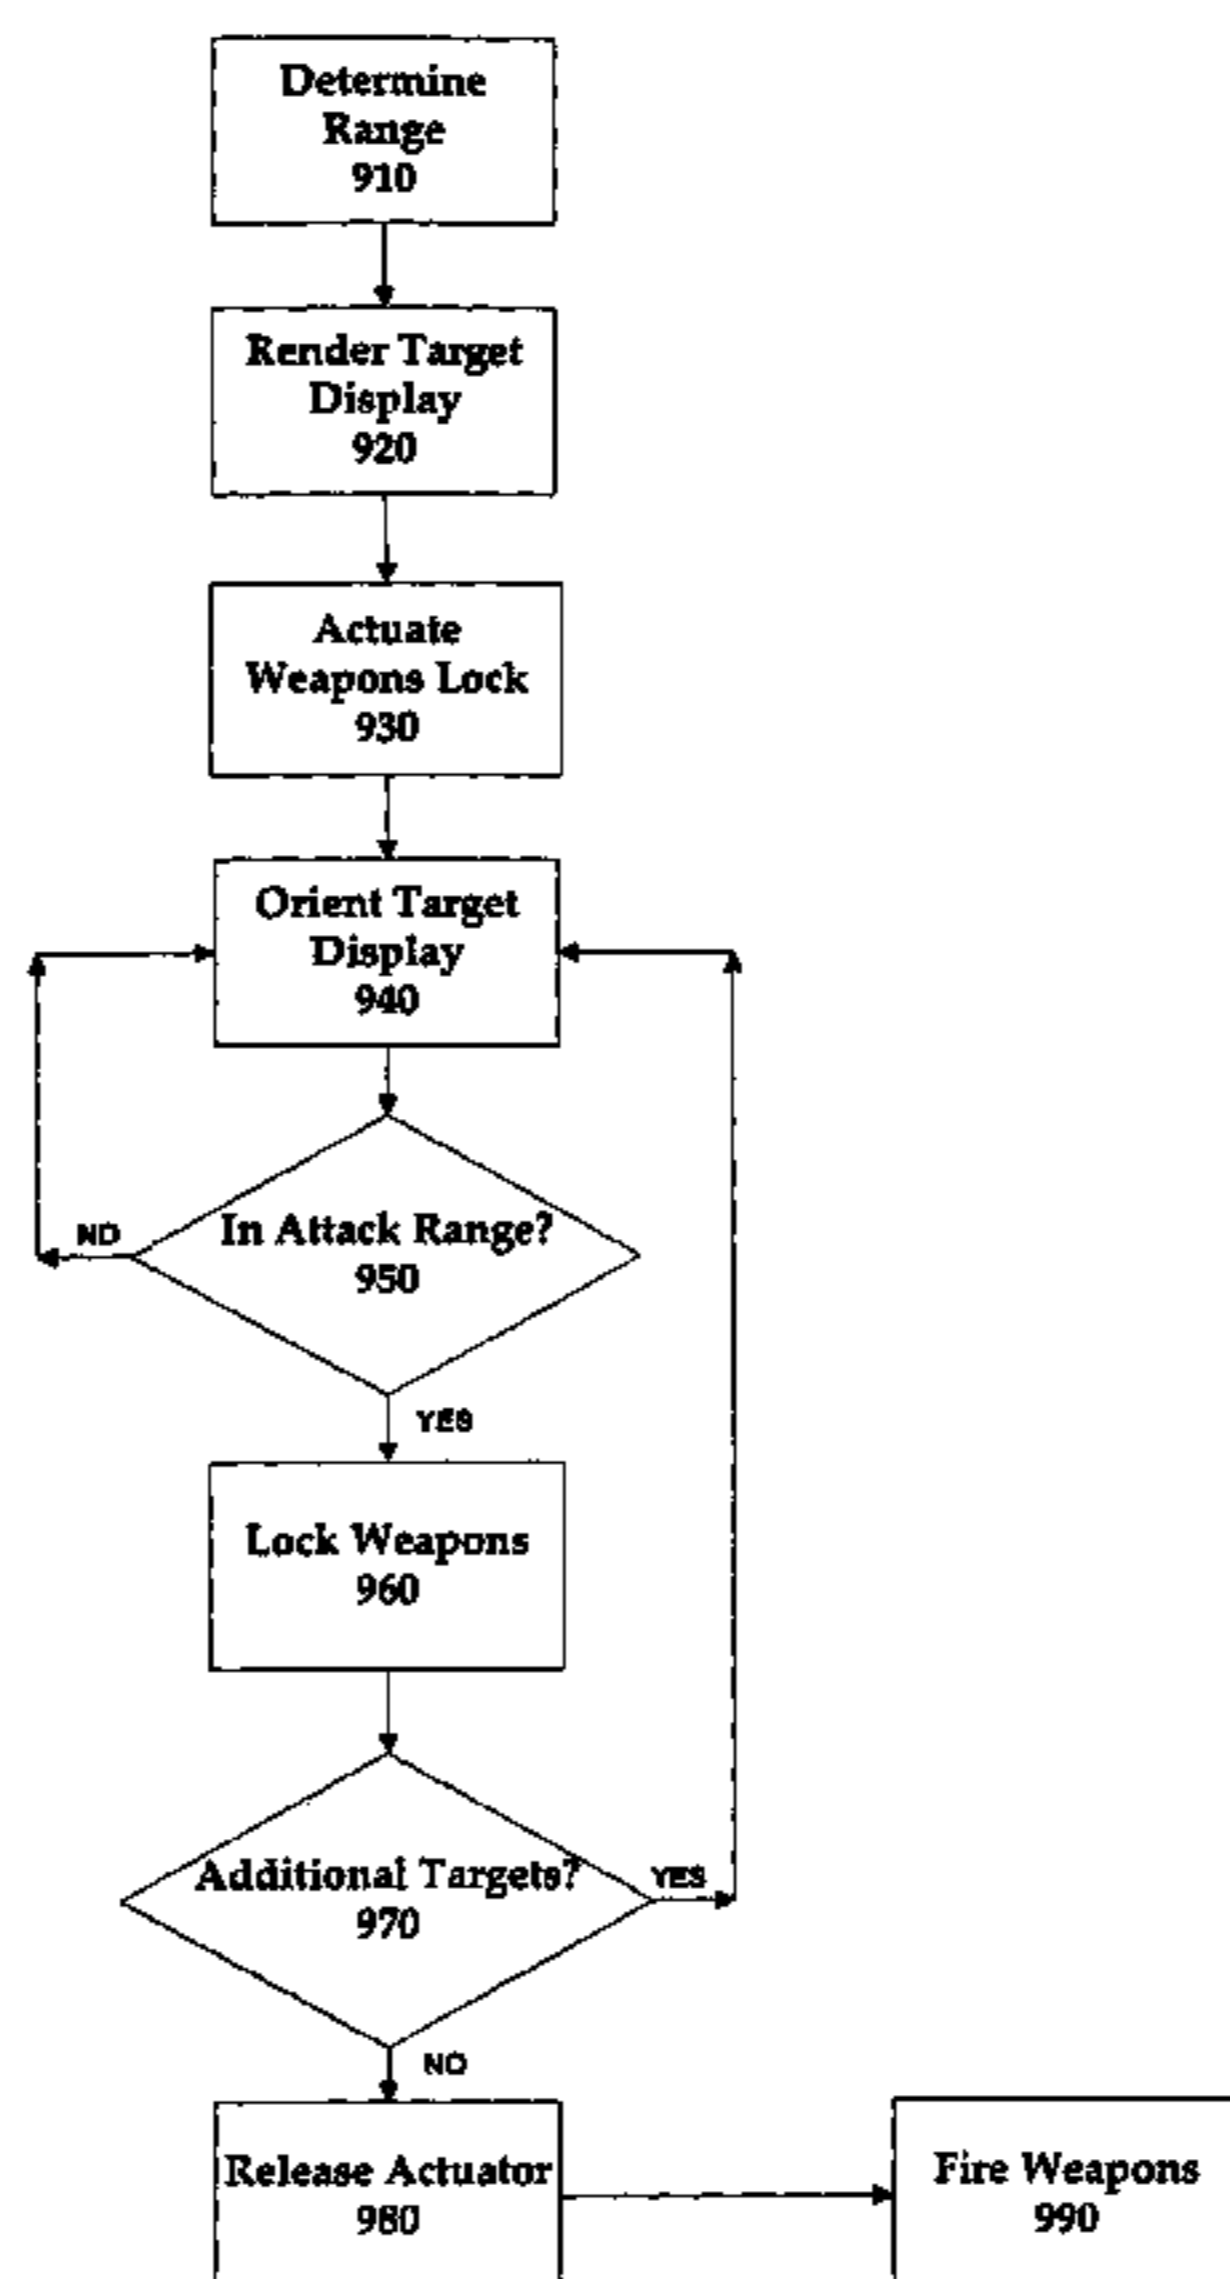 Determine
Range
910
Render Target
Display
920
Actuate
Weapons Lock
930
Orient Target
Display
940
In Attack Range?
950
NO
YES
Lock Weapons
960
Additional Targets?
970
YES
NO
Release Actuator
980
Fire Weapons
990